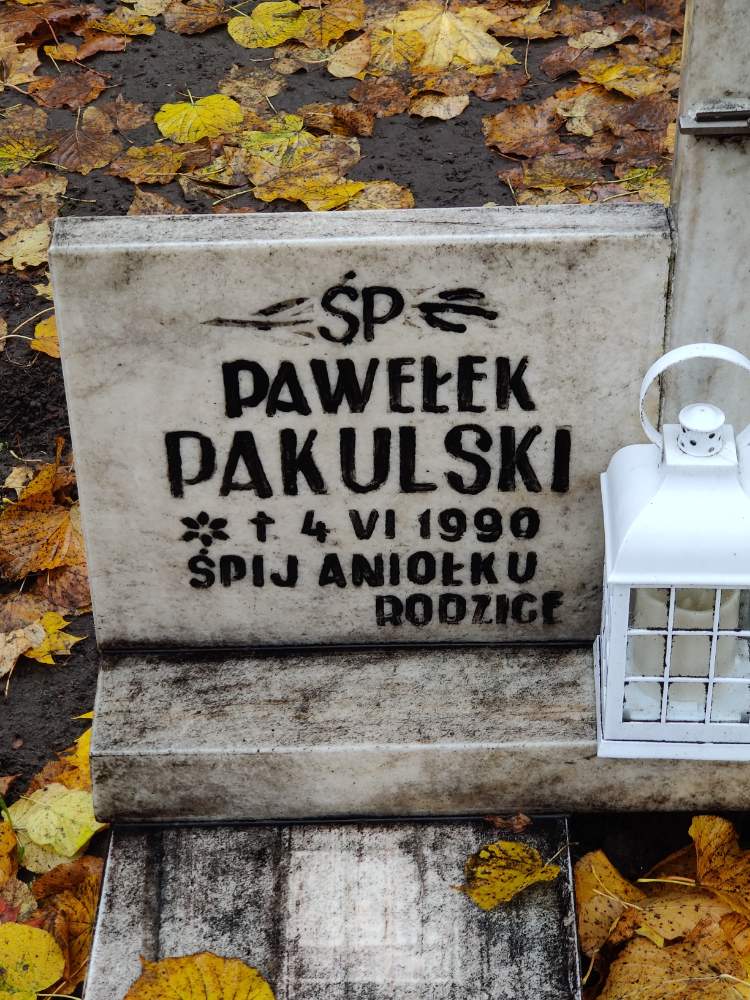 ŚP
PAWEŁEK
PAKULSKI
* † 4 VI 1990
ŚPIJ ANIOŁKU
RODZICE